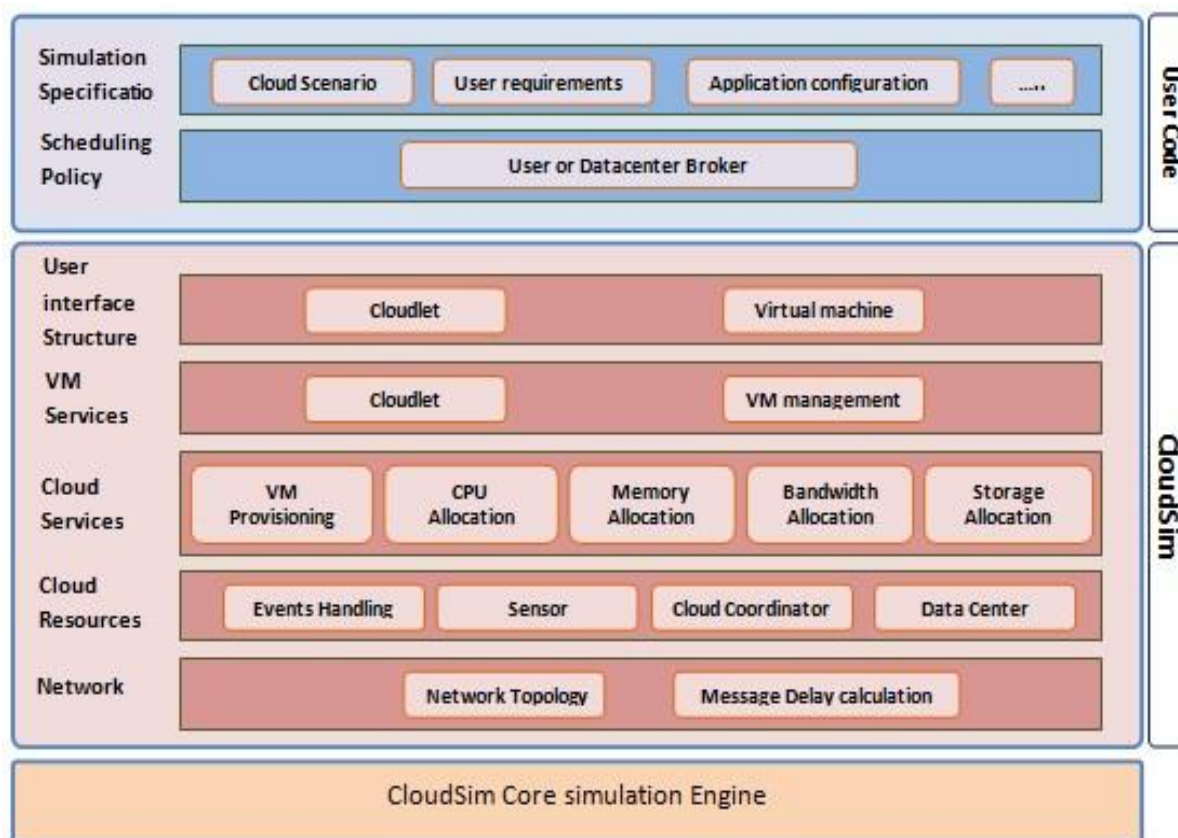 Simulation
Specificatio
Cloud Scenario
User requirements
Application configuration
.....
Scheduling
Policy
User or Datacenter Broker
User Code
User
interface
Structure
Cloudlet
Virtual machine
VM
Services
Cloudlet
VM management
Cloud
Services
VM
Provisioning
CPU
Allocation
Memory
Allocation
Bandwidth
Allocation
Storage
Allocation
Cloud
Resources
Events Handling
Sensor
Cloud Coordinator
Data Center
Network
Network Topology
Message Delay calculation
CloudSim
CloudSim Core simulation Engine